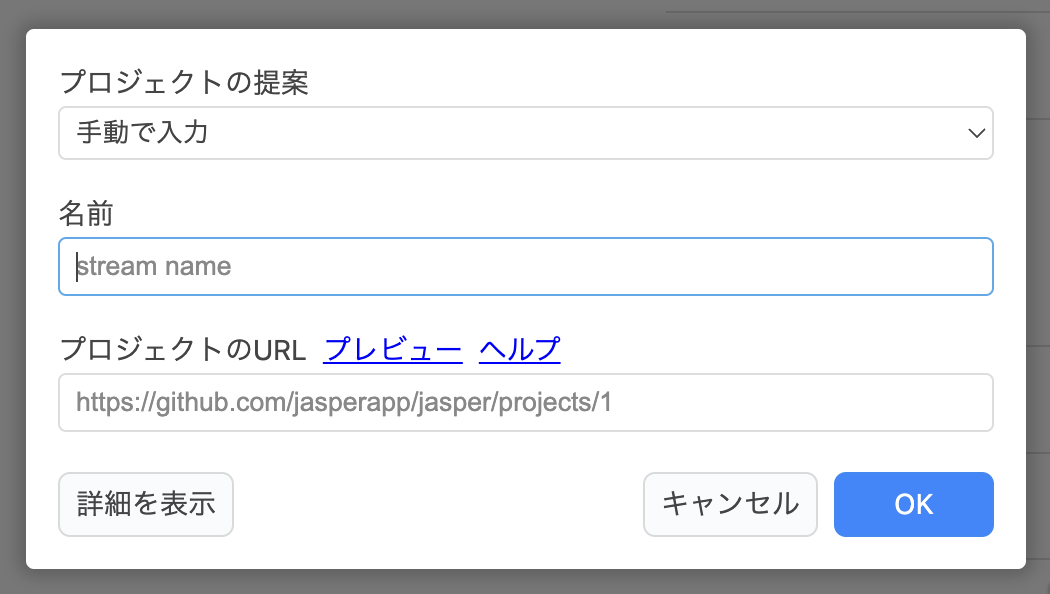 プロジェクトの提案
手動で入力
名前
stream name
プロジェクトのURL プレビュー ヘルプ
https://github.com/jasperapp/jasper/projects/1
詳細を表示 キャンセル OK